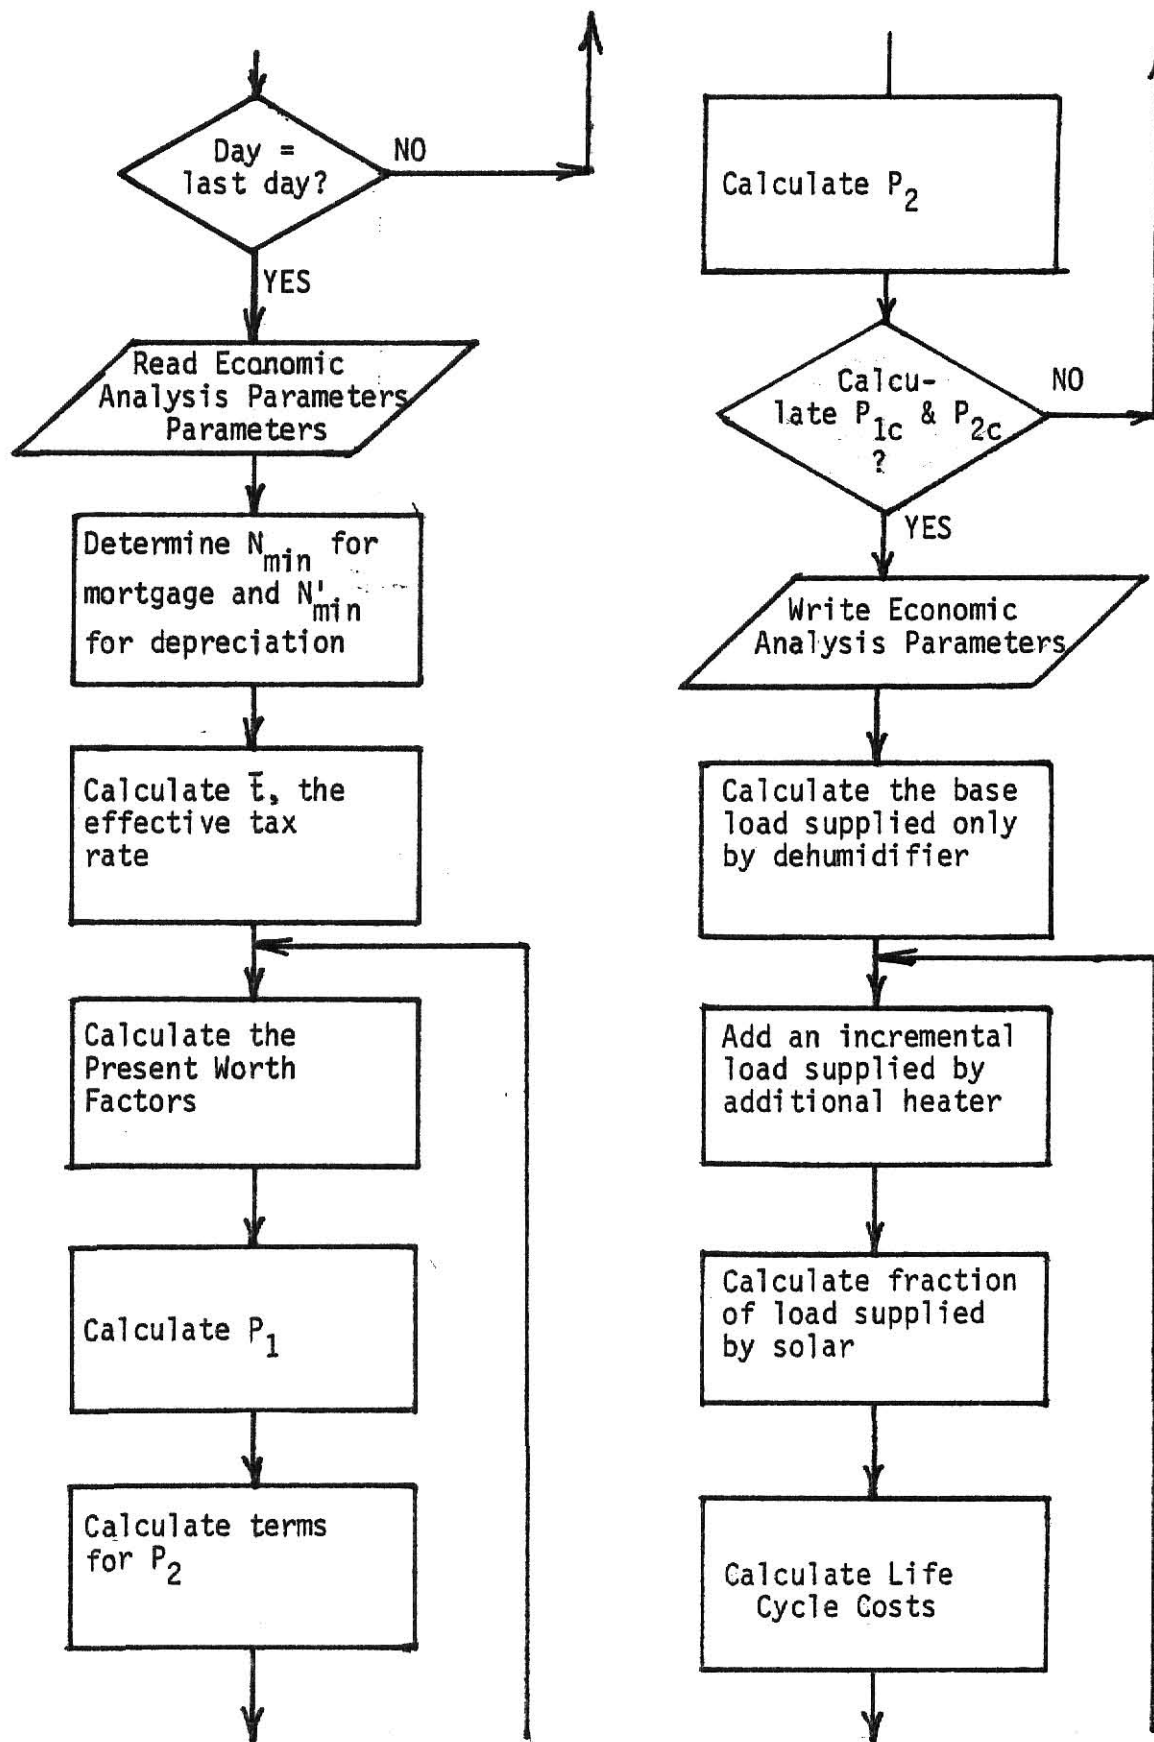 Day =
last day?
NO
YES
Read Economic
Analysis Parameters
Parameters
Determine N_min for
mortgage and N'_min
for depreciation
Calculate t̄, the
effective tax
rate
Calculate the
Present Worth
Factors
Calculate P_1
Calculate terms
for P_2
Calculate P_2
Calcu-
late P_1c & P_2c
?
NO
YES
Write Economic
Analysis Parameters
Calculate the base
load supplied only
by dehumidifier
Add an incremental
load supplied by
additional heater
Calculate fraction
of load supplied
by solar
Calculate Life
Cycle Costs